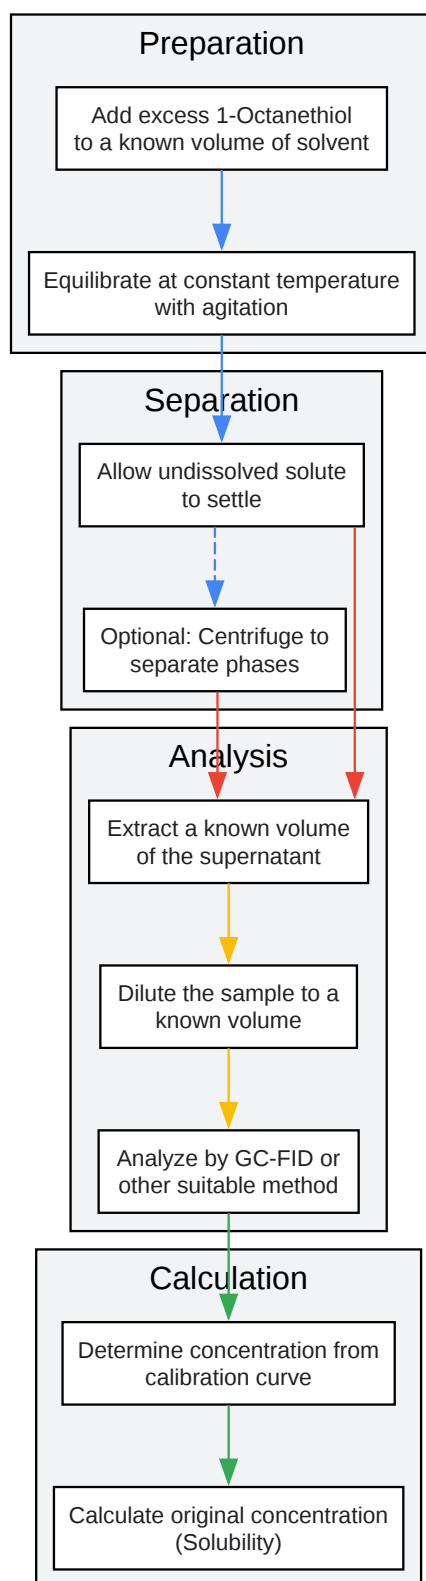 Preparation
Add excess 1-Octanethiol
to a known volume of solvent
Equilibrate at constant temperature
with agitation
Separation
Allow undissolved solute
to settle
Optional: Centrifuge to
separate phases
Analysis
Extract a known volume
of the supernatant
Dilute the sample to a
known volume
Analyze by GC-FID or
other suitable method
Calculation
Determine concentration from
calibration curve
Calculate original concentration
(Solubility)